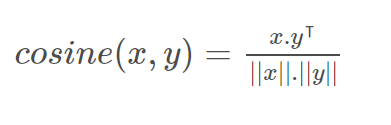 cosine(x, y) = x.y⊤ / ||x||.||y||